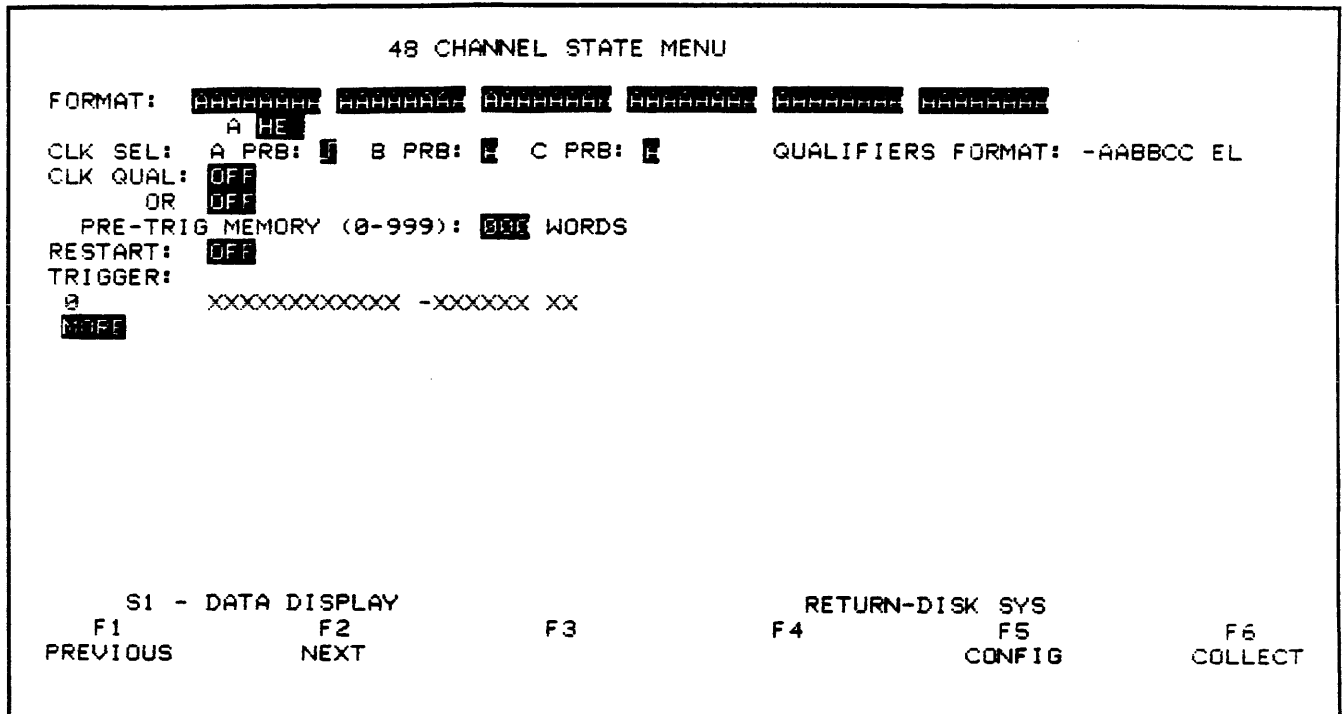 48 CHANNEL STATE MENU
FORMAT: AAAAAAAA AAAAAAAA AAAAAAAA AAAAAAAA AAAAAAAA AAAAAAAA
A HE
CLK SEL: A PRB: B PRB: C PRB: QUALIFIERS FORMAT: -AABBCC EL
CLK QUAL: OFF
OR OFF
PRE-TRIG MEMORY (0-999): WORDS
RESTART: OFF
TRIGGER:
0 XXXXXXXXXXXX -XXXXXX XX
MORE
S1 - DATA DISPLAY RETURN-DISK SYS
F1 F2 F3 F4 F5 F6
PREVIOUS NEXT CONFIG COLLECT